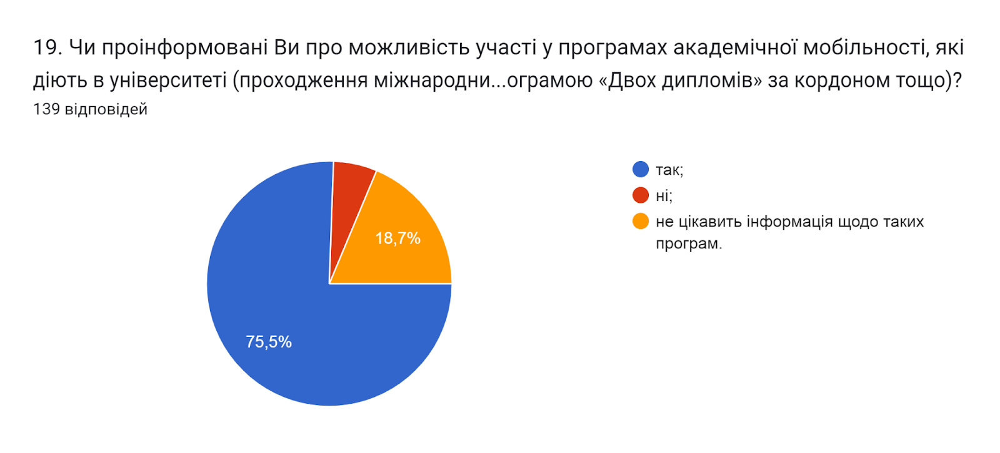 19. Чи проінформовані Ви про можливість участі у програмах академічної мобільності, які
діють в університеті (проходження міжнародни...ограмою «Двох дипломів» за кордоном тощо)?
139 відповідей
так;
ні;
не цікавить інформація щодо таких
програм.
18,7%
75,5%